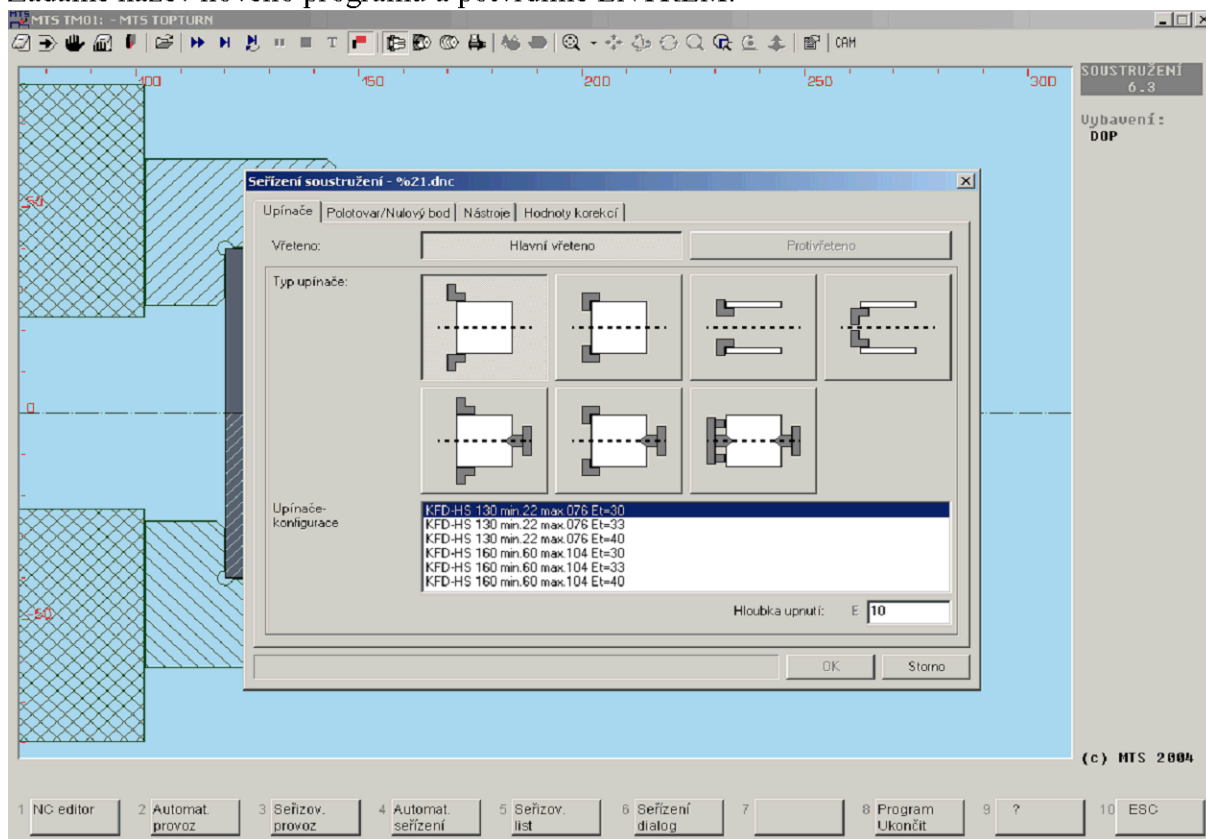 Zadáme název nového programu a potvrdíme ENTREM.
MTS TM01: - MTS TOPTURN
T CAM
100 150 200 250 300
SOUSTRUŽENÍ
6.3
Vybavení:
DOP
50
0
-50
Seřízení soustružení - %21.dnc
Upínače Polotovar/Nulový bod Nástroje Hodnoty korekcí
Vřeteno: Hlavní vřeteno Protivřeteno
Typ upínače:
Upínače-
konfigurace
KFD-HS 130 min.22 max.076 Et=30
KFD-HS 130 min.22 max.076 Et=33
KFD-HS 130 min.22 max.076 Et=40
KFD-HS 160 min.60 max.104 Et=30
KFD-HS 160 min.60 max.104 Et=33
KFD-HS 160 min.60 max.104 Et=40
Hloubka upnutí: E 10
OK Storno
(c) MTS 2004
1 NC editor 2 Automat. provoz 3 Seřizov. provoz 4 Automat. seřízení 5 Seřizov. list 6 Seřízení dialog 7 8 Program Ukončit 9 ? 10 ESC